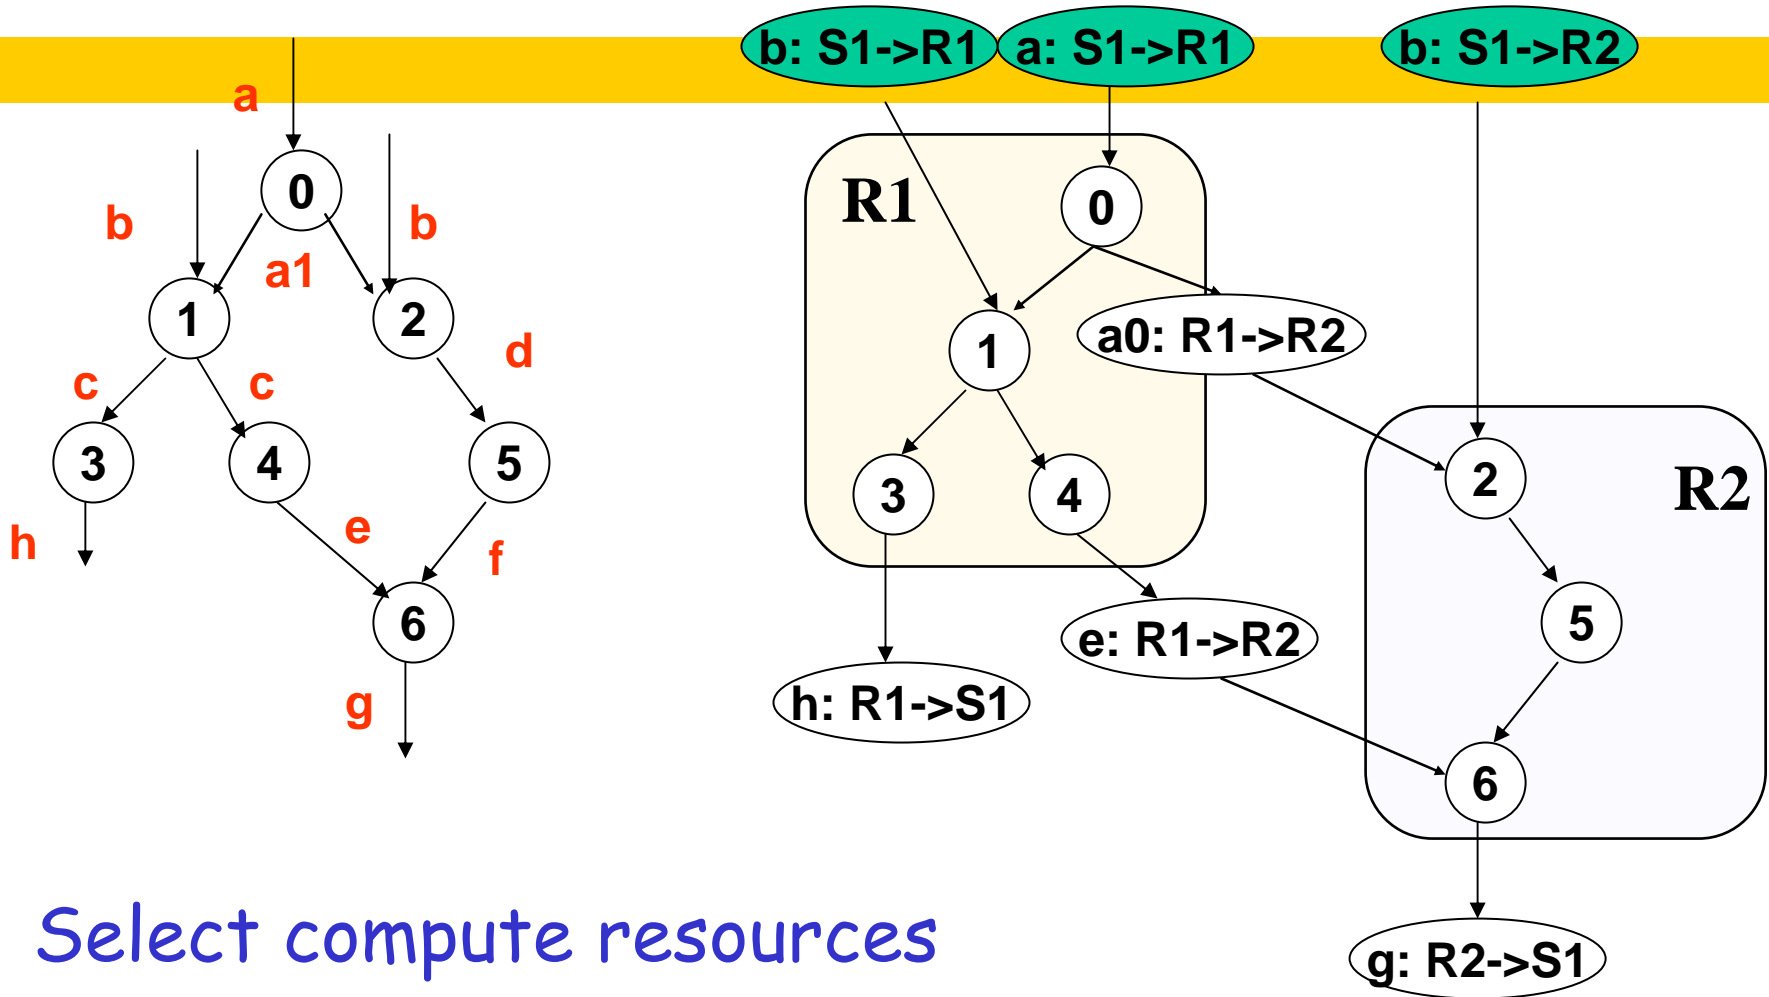 b: S1->R1 a: S1->R1 b: S1->R2
a
0
b b
a1
1 2
d
c c
3 4 5
h e f
6
g
R1 0
1 a0: R1->R2
3 4
2 R2
5
e: R1->R2
h: R1->S1
6
g: R2->S1
Select compute resources